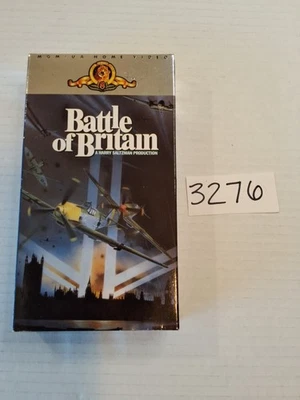 MGM UA HOME VIDEO
Battle
of Britain
A HARRY SALTZMAN PRODUCTION
3276